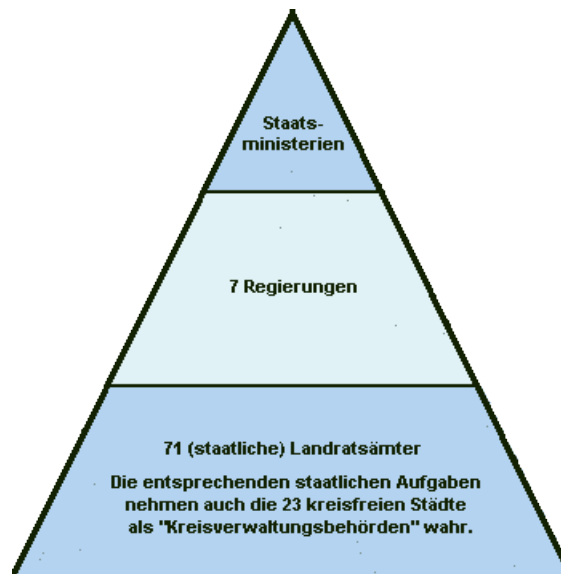 Staats-
ministerien
7 Regierungen
71 (staatliche) Landratsämter
Die entsprechenden staatlichen Aufgaben
nehmen auch die 23 kreisfreien Städte
als "Kreisverwaltungsbehörden" wahr.